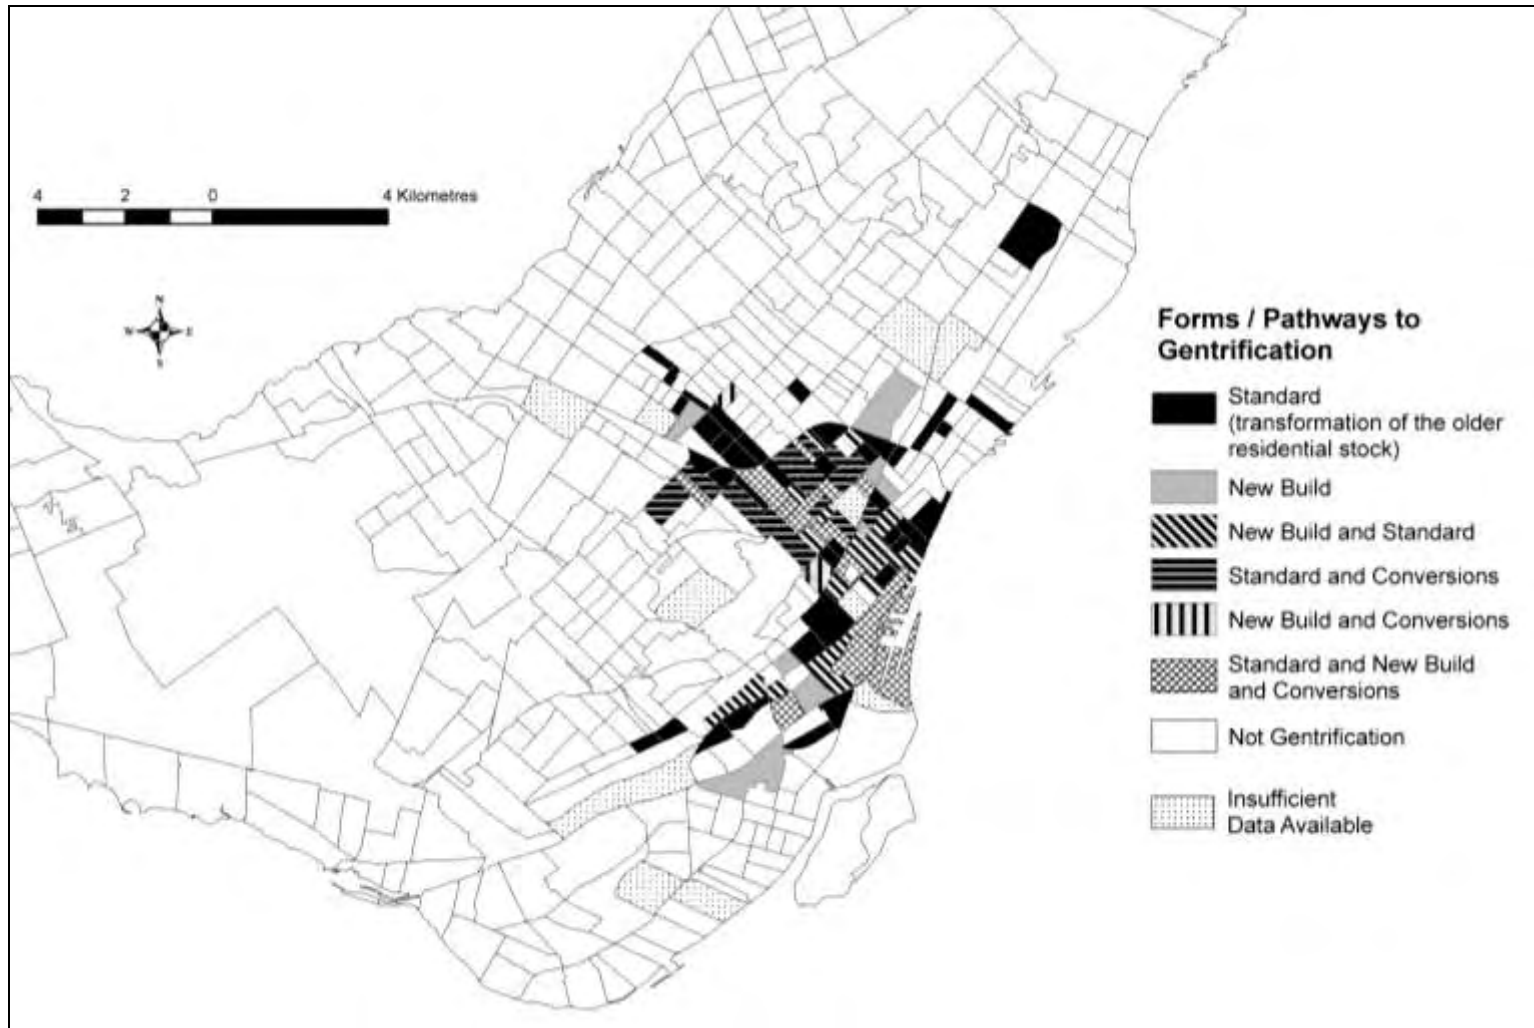 4 2 0 4 Kilometres
N
W E
S
Forms / Pathways to
Gentrification
Standard
(transformation of the older
residential stock)
New Build
New Build and Standard
Standard and Conversions
New Build and Conversions
Standard and New Build
and Conversions
Not Gentrification
Insufficient
Data Available